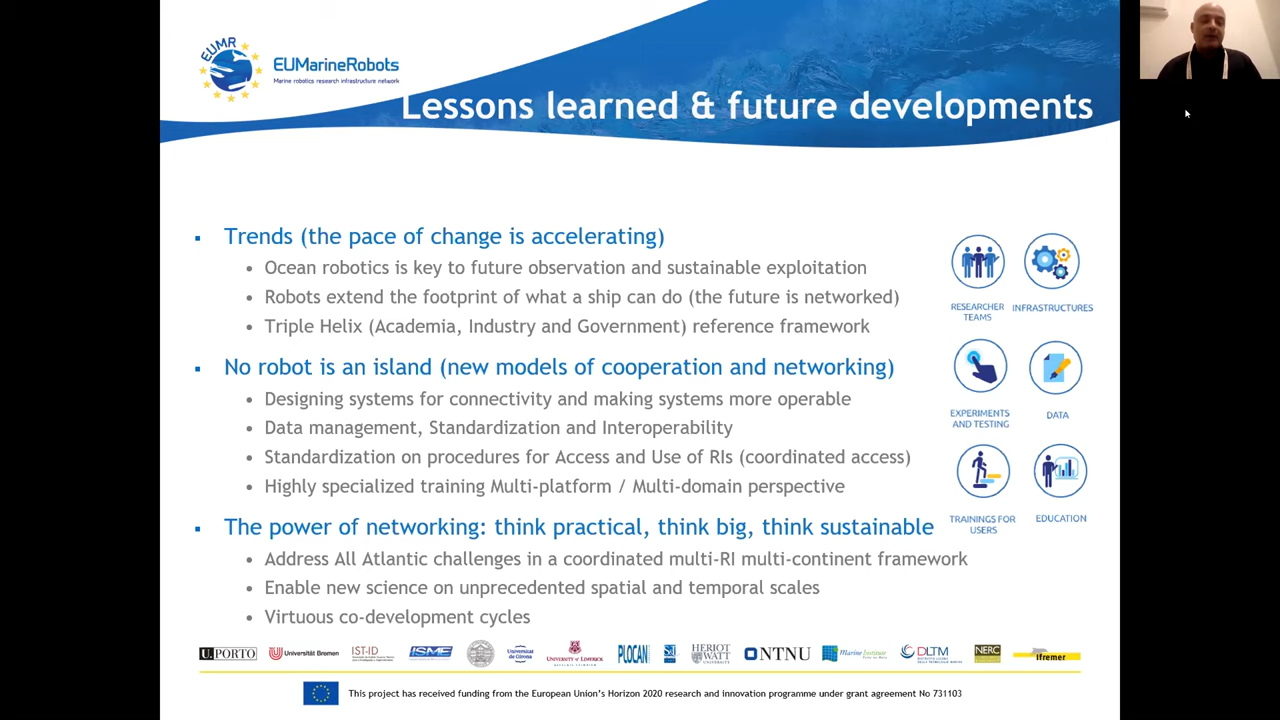 EUMR
EUMarineRobots
Marine robotics research infrastructure network
Lessons learned & future developments
▪ Trends (the pace of change is accelerating)
• Ocean robotics is key to future observation and sustainable exploitation
• Robots extend the footprint of what a ship can do (the future is networked)
• Triple Helix (Academia, Industry and Government) reference framework
▪ No robot is an island (new models of cooperation and networking)
• Designing systems for connectivity and making systems more operable
• Data management, Standardization and Interoperability
• Standardization on procedures for Access and Use of RIs (coordinated access)
• Highly specialized training Multi-platform / Multi-domain perspective
▪ The power of networking: think practical, think big, think sustainable
• Address All Atlantic challenges in a coordinated multi-RI multi-continent framework
• Enable new science on unprecedented spatial and temporal scales
• Virtuous co-development cycles
RESEARCHER
TEAMS
INFRASTRUCTURES
EXPERIMENTS
AND TESTING
DATA
TRAININGS FOR
USERS
EDUCATION
U.PORTO
Universität Bremen
IST-ID
ISME
Universitat
de Girona
UNIVERSITY OF LIVERPOOL
PLOCAN
HERIOT
WATT
UNIVERSITY
NTNU
Marine Institute
DLTM
NERC
Ifremer
This project has received funding from the European Union's Horizon 2020 research and innovation programme under grant agreement No 731103